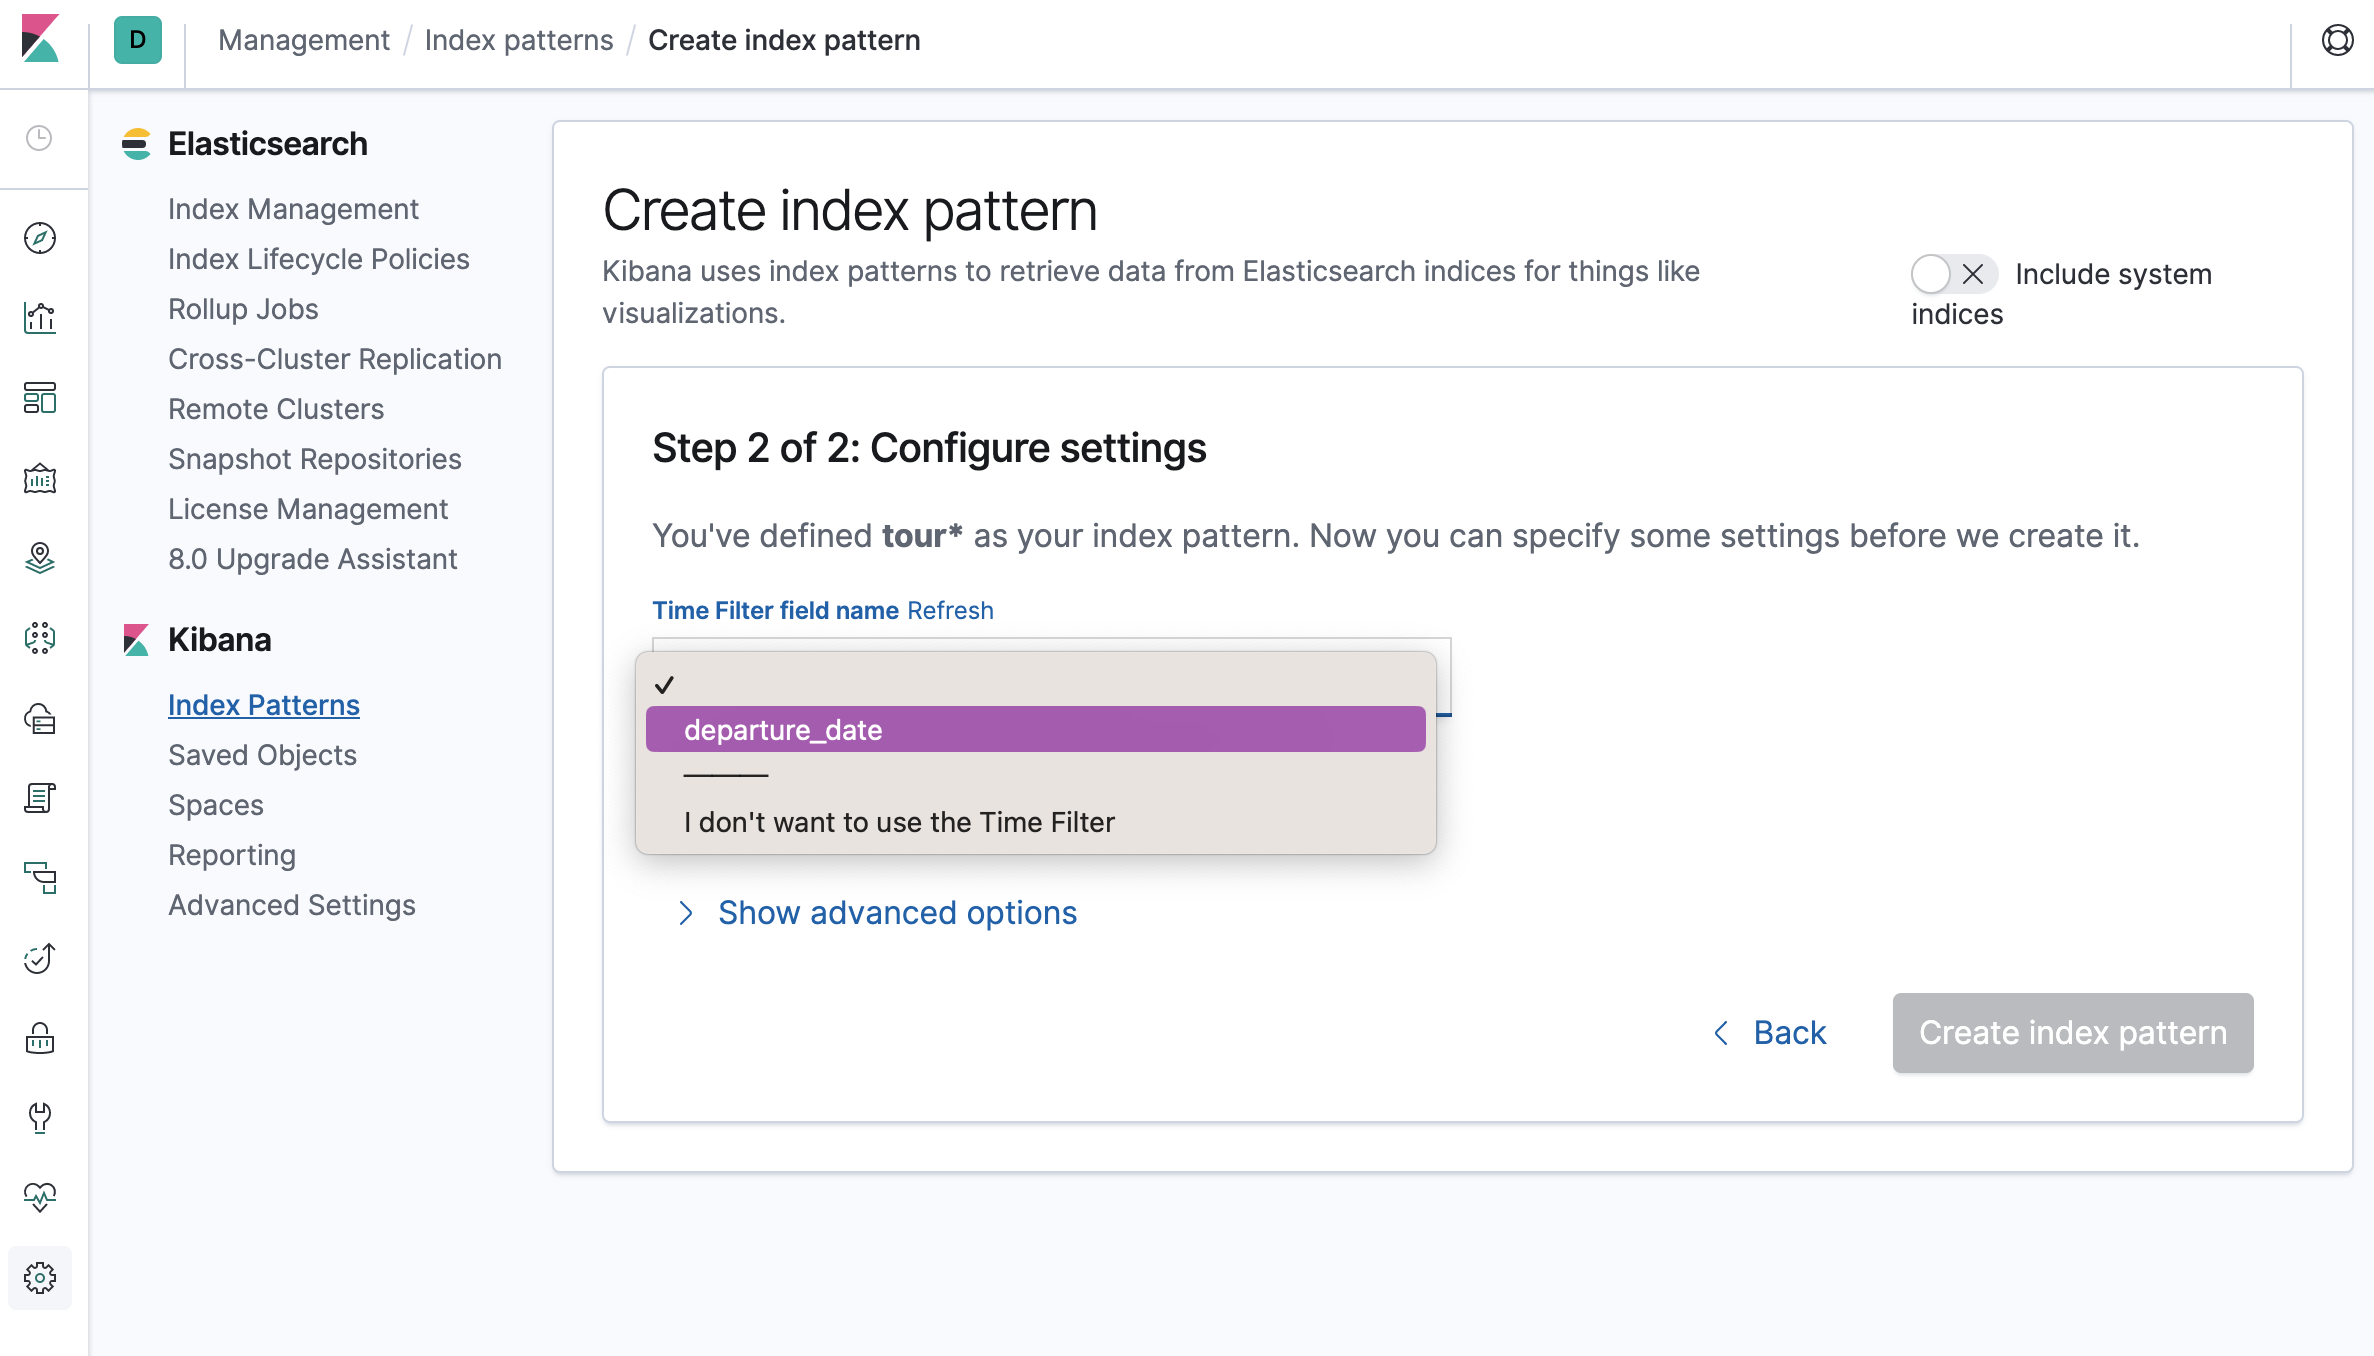 D
Management / Index patterns / Create index pattern
Elasticsearch
Index Management
Index Lifecycle Policies
Rollup Jobs
Cross-Cluster Replication
Remote Clusters
Snapshot Repositories
License Management
8.0 Upgrade Assistant
Kibana
Index Patterns
Saved Objects
Spaces
Reporting
Advanced Settings
Create index pattern
Kibana uses index patterns to retrieve data from Elasticsearch indices for things like
visualizations.
Include system
indices
Step 2 of 2: Configure settings
You've defined tour* as your index pattern. Now you can specify some settings before we create it.
Time Filter field name Refresh
departure_date
I don't want to use the Time Filter
Show advanced options
Back
Create index pattern